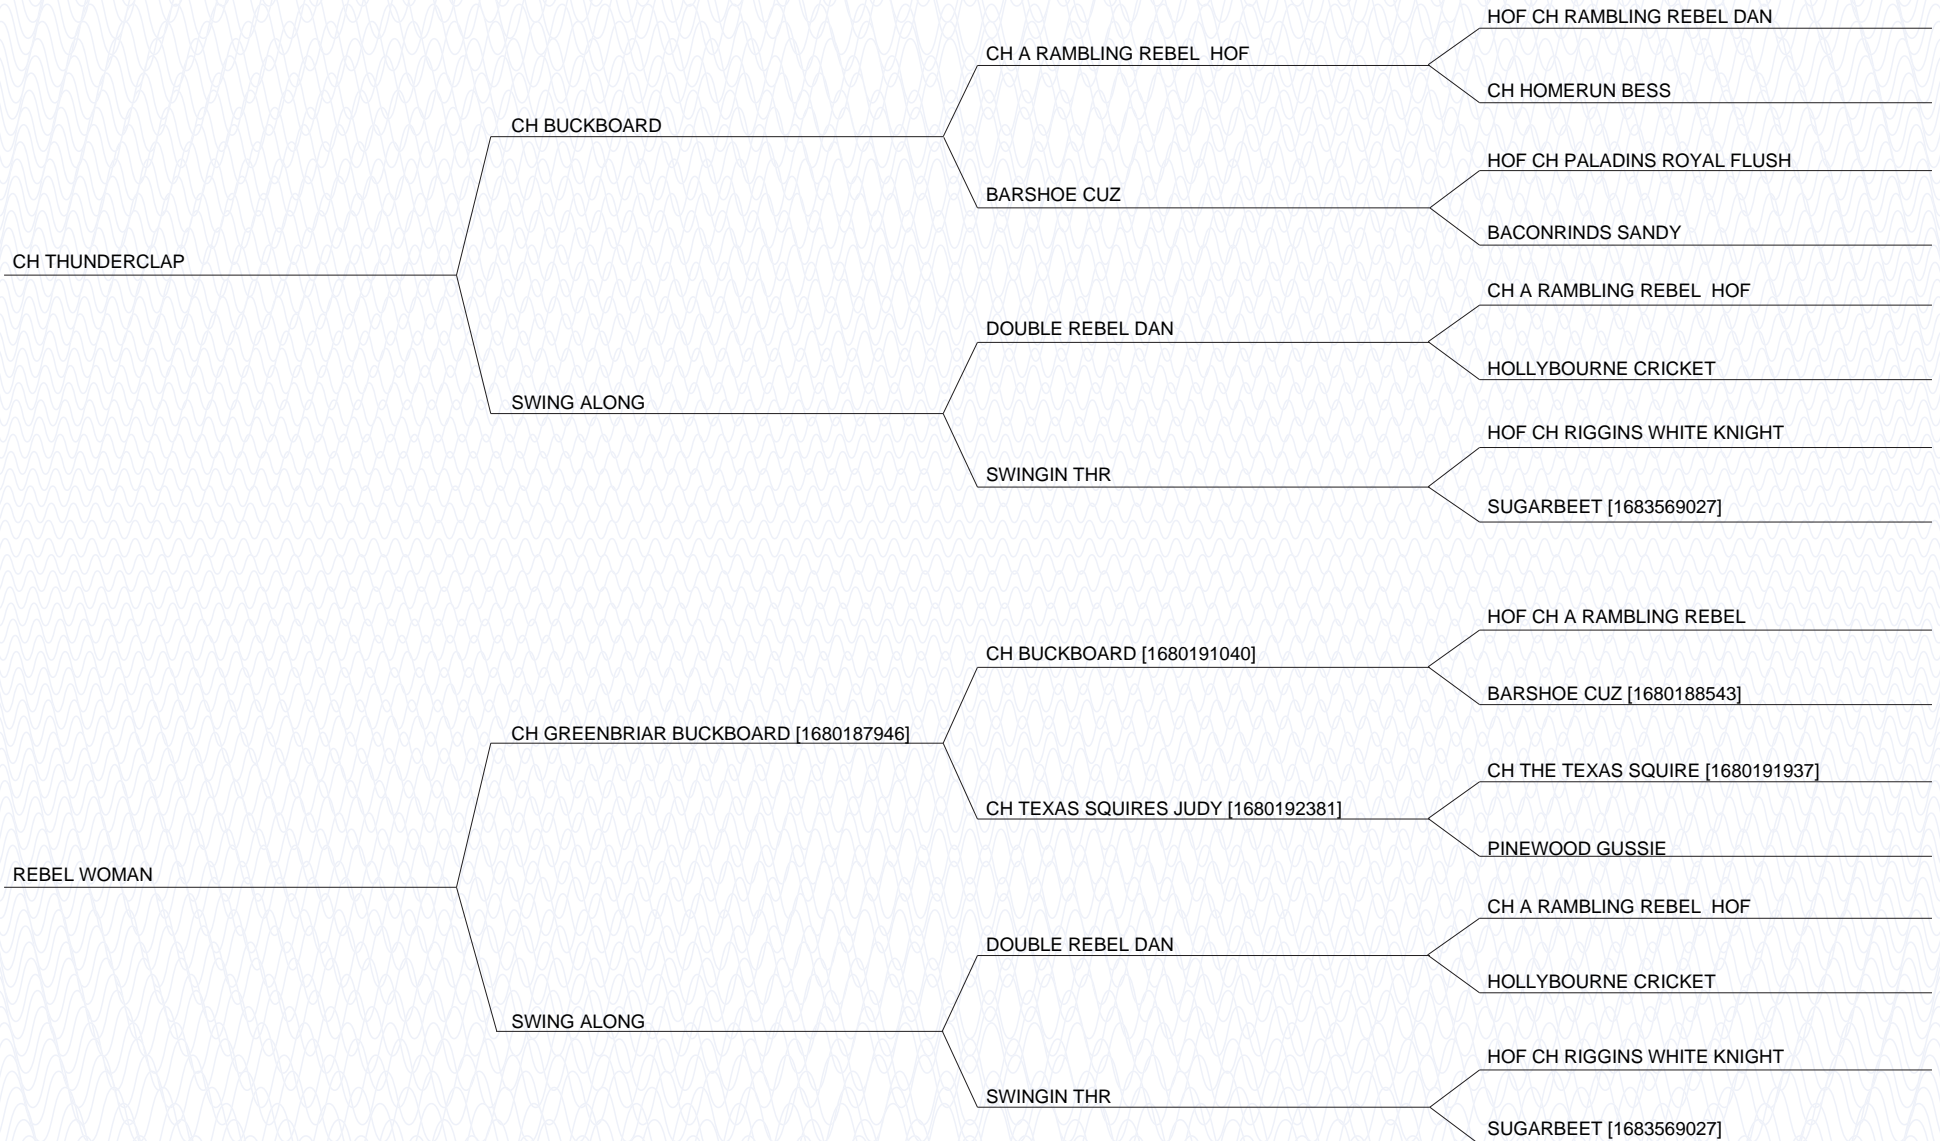 HOF CH RAMBLING REBEL DAN
CH A RAMBLING REBEL  HOF
CH HOMERUN BESS
CH BUCKBOARD
HOF CH PALADINS ROYAL FLUSH
BARSHOE CUZ
BACONRINDS SANDY
CH THUNDERCLAP
CH A RAMBLING REBEL  HOF
DOUBLE REBEL DAN
HOLLYBOURNE CRICKET
SWING ALONG
HOF CH RIGGINS WHITE KNIGHT
SWINGIN THR
SUGARBEET [1683569027]
HOF CH A RAMBLING REBEL
CH BUCKBOARD [1680191040]
BARSHOE CUZ [1680188543]
CH GREENBRIAR BUCKBOARD [1680187946]
CH THE TEXAS SQUIRE [1680191937]
CH TEXAS SQUIRES JUDY [1680192381]
PINEWOOD GUSSIE
REBEL WOMAN
CH A RAMBLING REBEL  HOF
DOUBLE REBEL DAN
HOLLYBOURNE CRICKET
SWING ALONG
HOF CH RIGGINS WHITE KNIGHT
SWINGIN THR
SUGARBEET [1683569027]